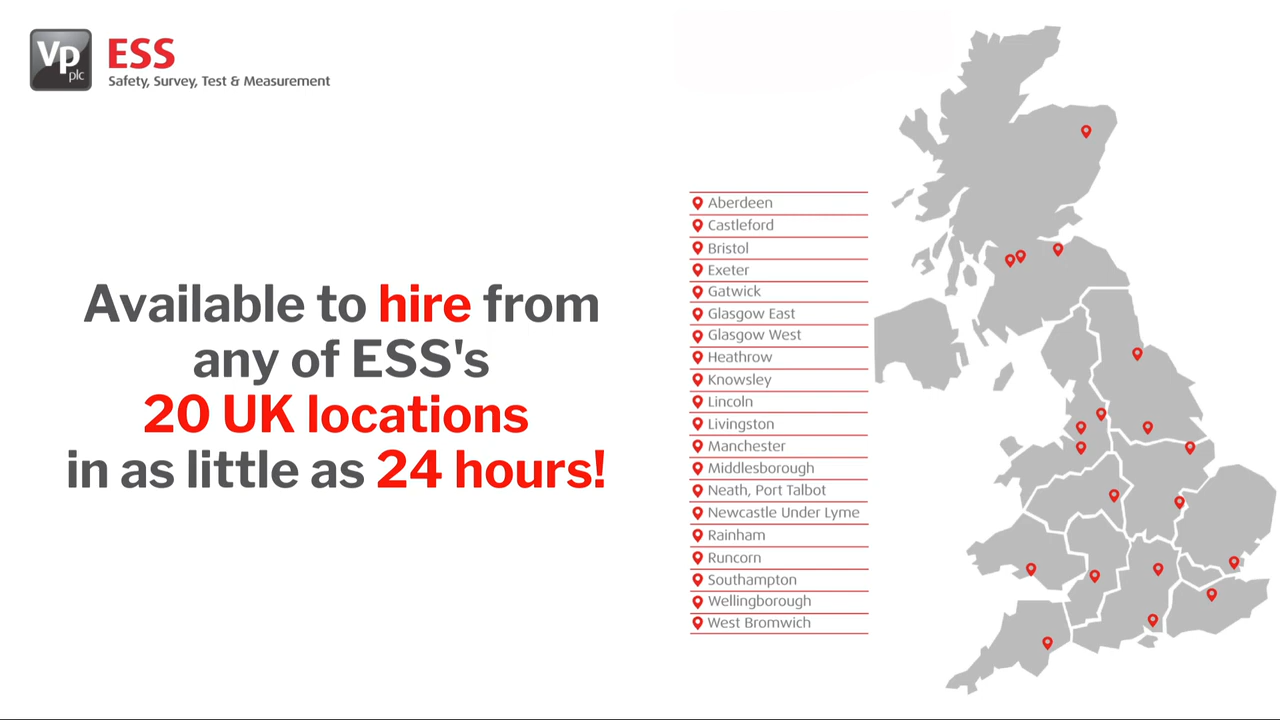 Vp
plc
ESS
Safety, Survey, Test & Measurement
Available to hire from
any of ESS's
20 UK locations
in as little as 24 hours!
Aberdeen
Castleford
Bristol
Exeter
Gatwick
Glasgow East
Glasgow West
Heathrow
Knowsley
Lincoln
Livingston
Manchester
Middlesborough
Neath, Port Talbot
Newcastle Under Lyme
Rainham
Runcorn
Southampton
Wellingborough
West Bromwich